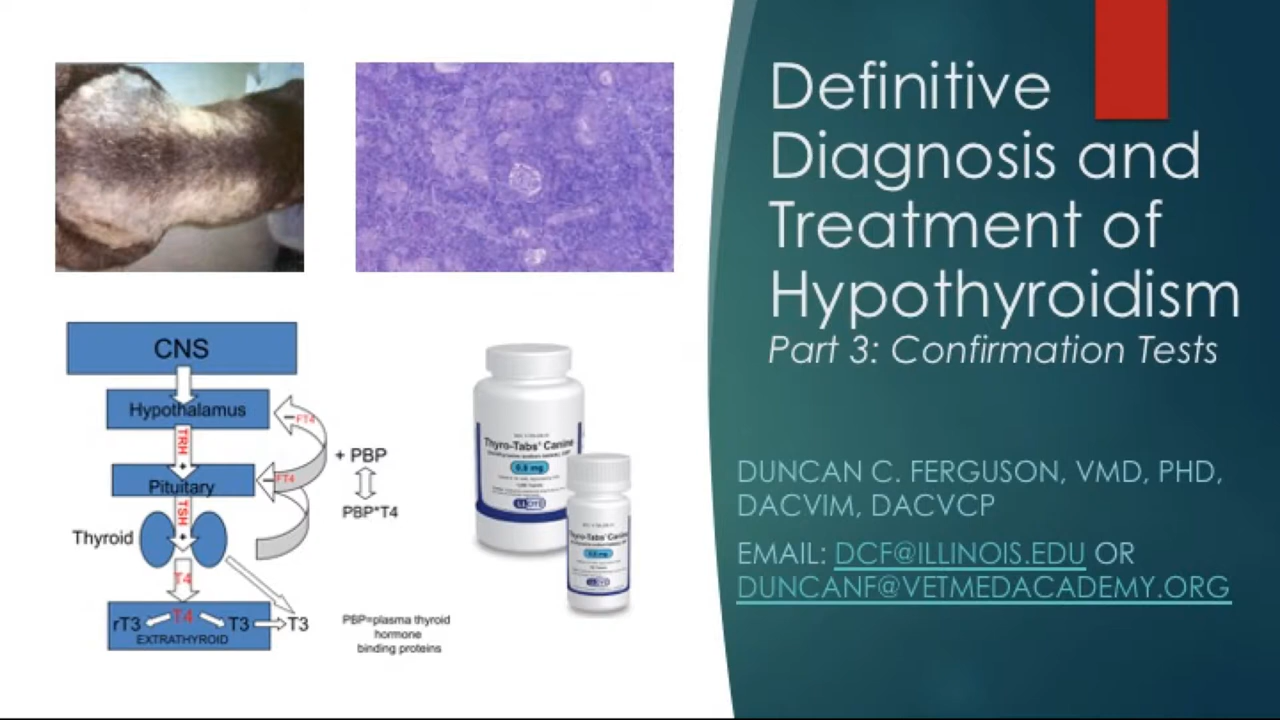 Definitive
Diagnosis and
Treatment of
Hypothyroidism
Part 3: Confirmation Tests
DUNCAN C. FERGUSON, VMD, PHD,
DACVIM, DACVCP
EMAIL: DCF@ILLINOIS.EDU OR
DUNCANF@VETMEDACADEMY.ORG
CNS
Hypothalamus
−FT4
TRH
+
+ PBP
FT4
Pituitary
PBP*T4
TSH
+
Thyroid
T4
rT3 T4 T3 T3
EXTRATHYROID
PBP=plasma thyroid
hormone
binding proteins
Thyro-Tabs® Canine
LLOYD
Thyro-Tabs® Canine
LLOYD